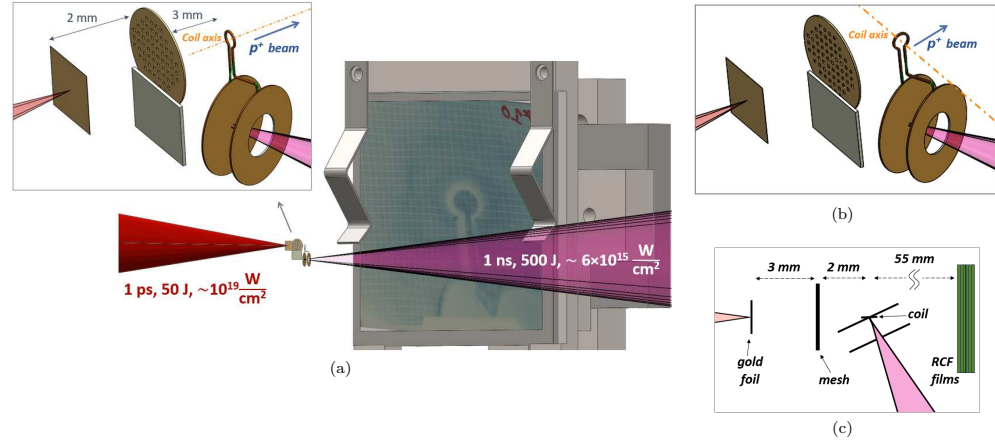 2 mm
3 mm
Coil axis
p+ beam
1 ps, 50 J, ~10¹⁹ W/cm²
1 ns, 500 J, ~ 6×10¹⁵ W/cm²
(a)
Coil axis
p+ beam
(b)
55 mm
3 mm
2 mm
coil
gold
foil
mesh
RCF
films
(c)